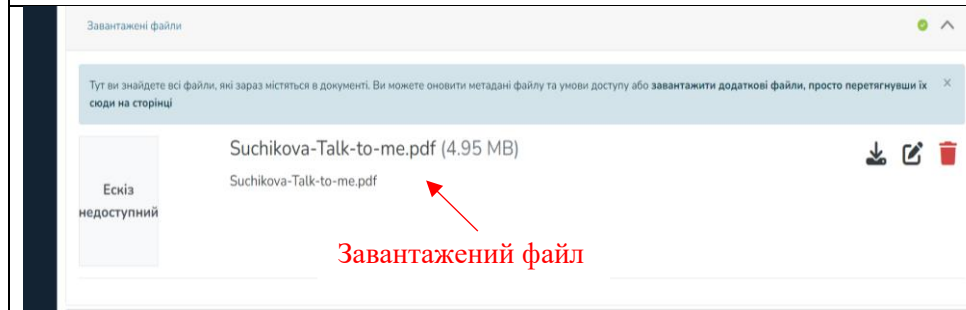 Завантажені файли
Тут ви знайдете всі файли, які зараз містяться в документі. Ви можете оновити метадані файлу та умови доступу або завантажити додаткові файли, просто перетягнувши їх
сюди на сторінці
Suchikova-Talk-to-me.pdf (4.95 MB)
Suchikova-Talk-to-me.pdf
Ескіз
недоступний
Завантажений файл